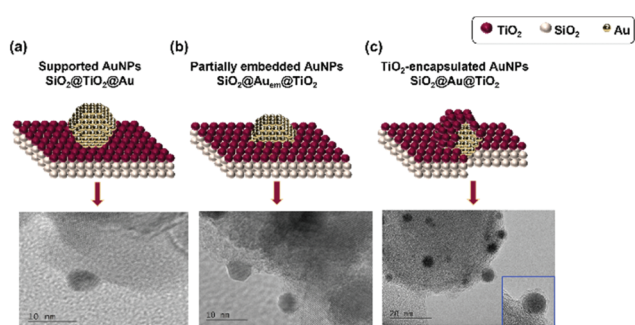 TiO2 SiO2 Au
(a) (b) (c)
Supported AuNPs
SiO2@TiO2@Au
Partially embedded AuNPs
SiO2@Auem@TiO2
TiO2-encapsulated AuNPs
SiO2@Au@TiO2
10 nm
10 nm
20 nm